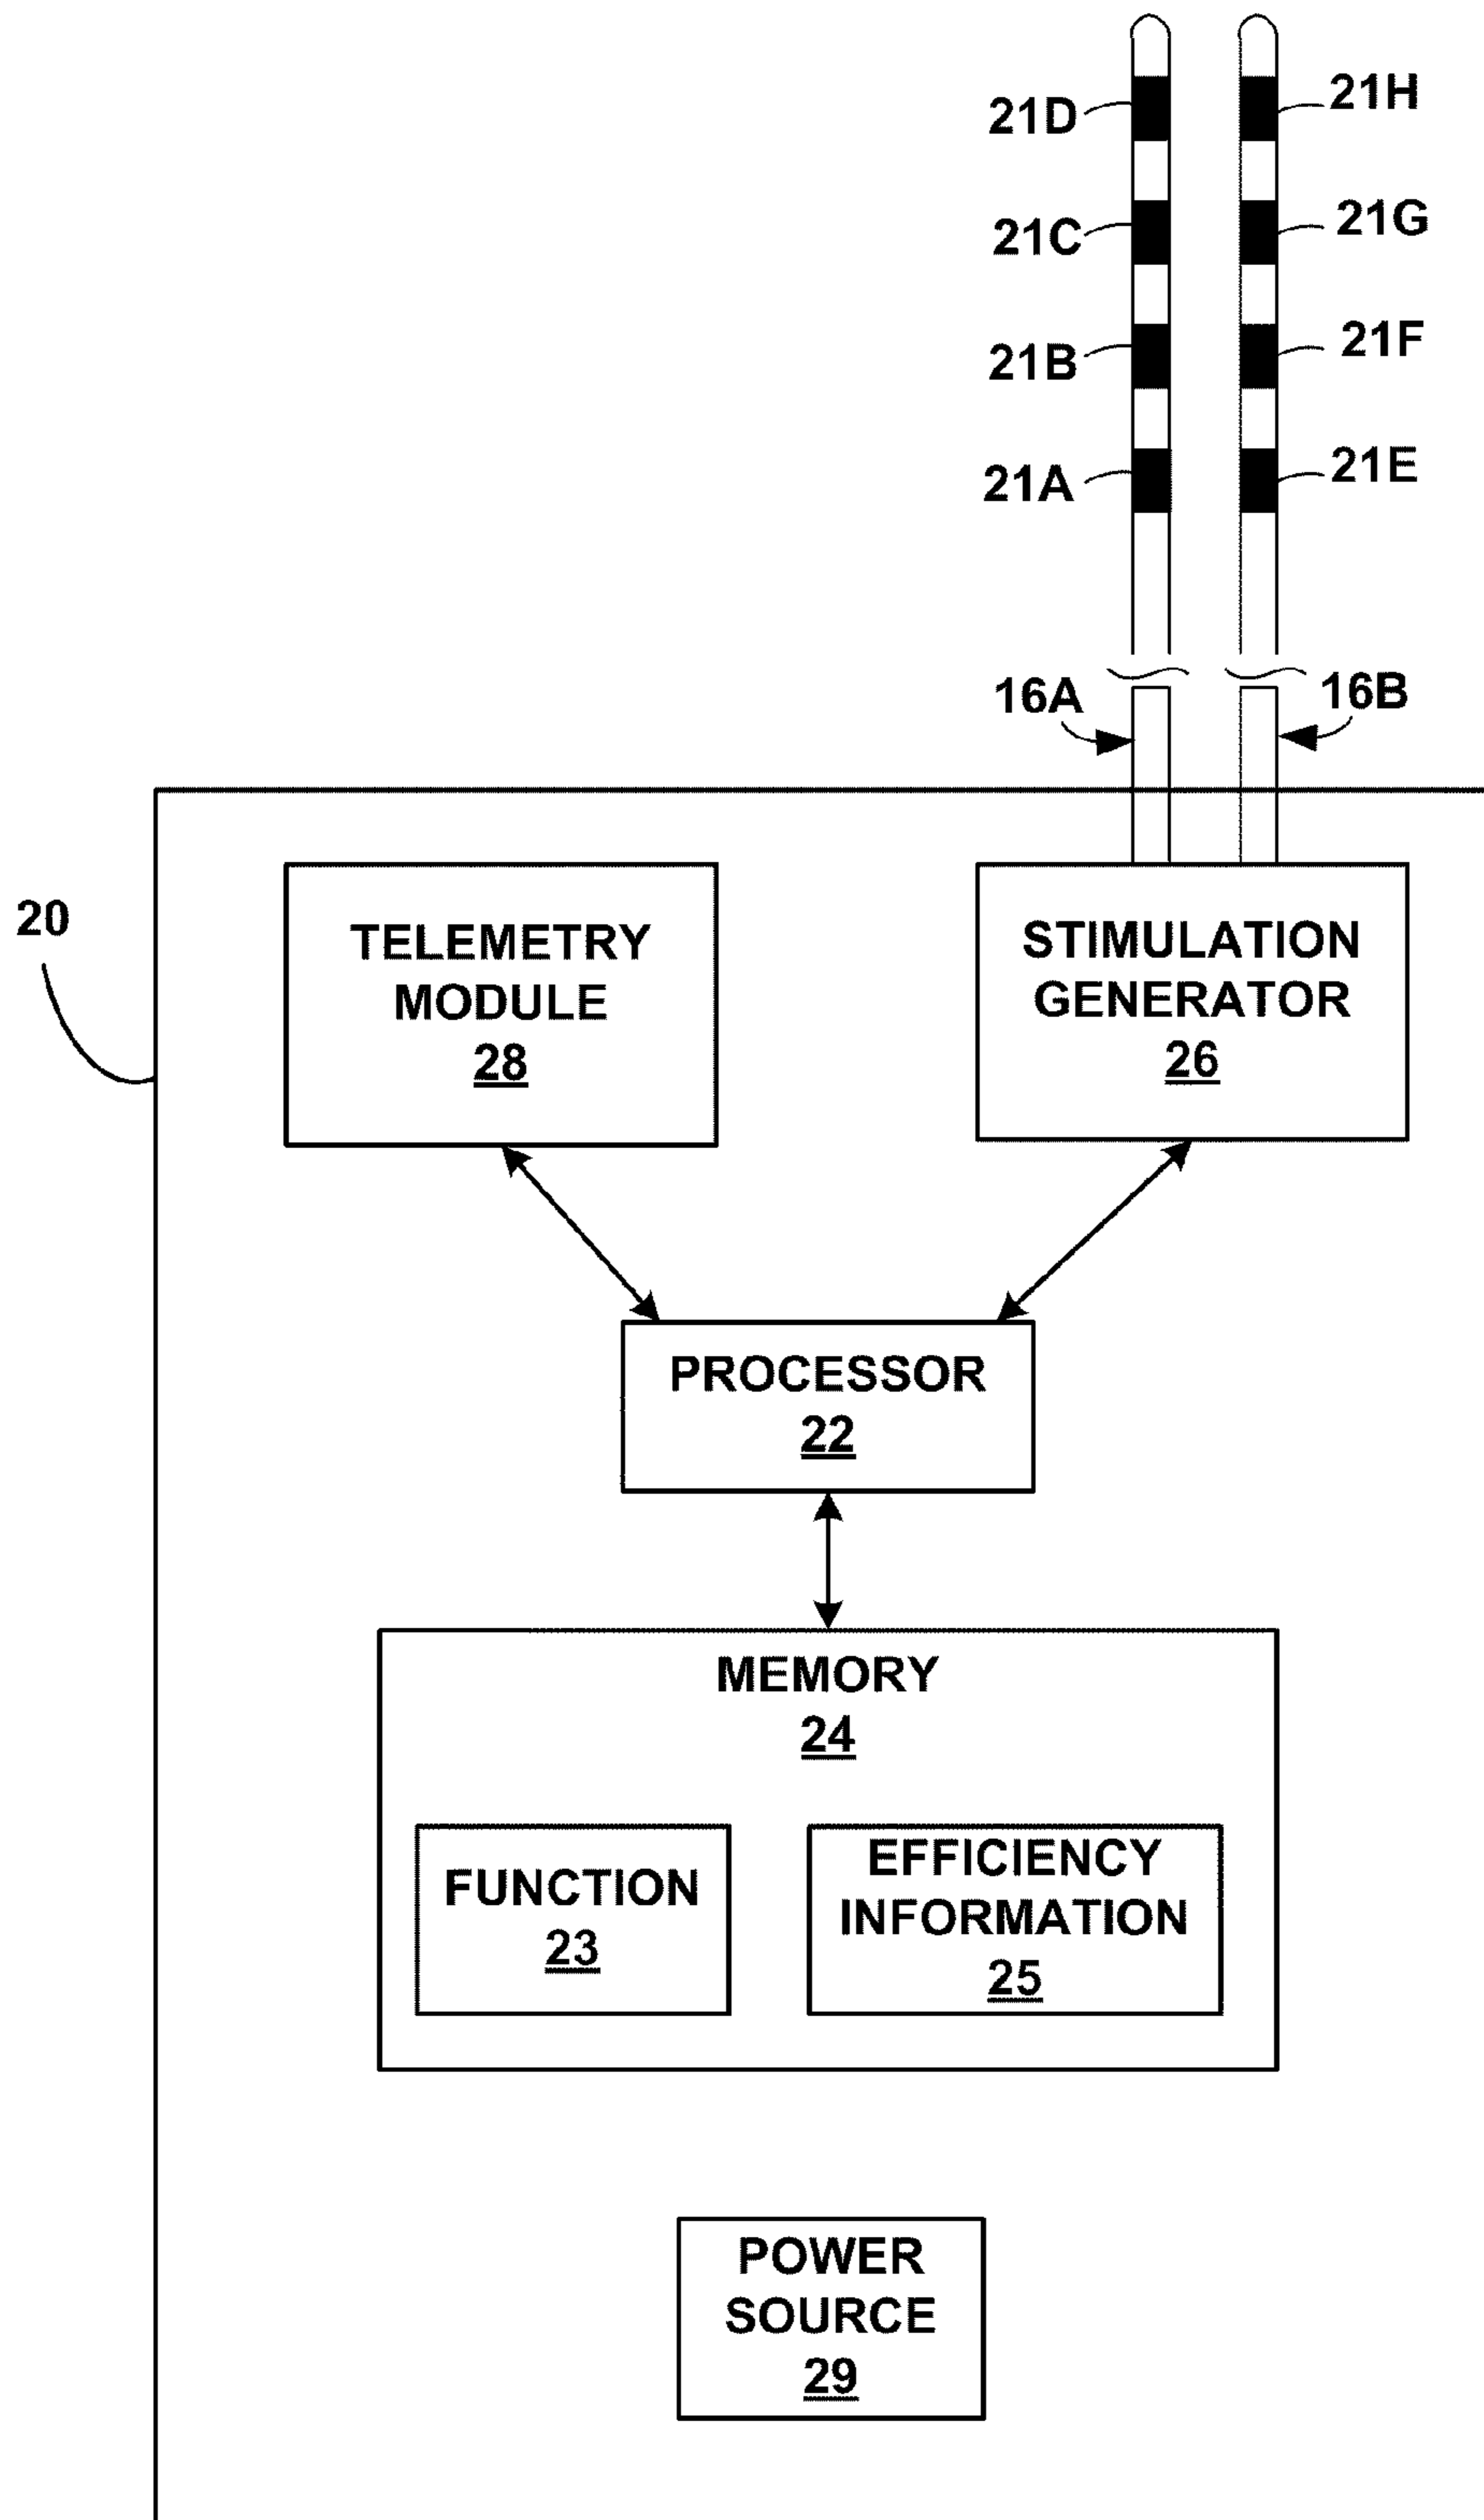 21D
21H
21C
21G
21B
21F
21A
21E
16A
16B
20
TELEMETRY
MODULE
28
STIMULATION
GENERATOR
26
PROCESSOR
22
MEMORY
24
FUNCTION
23
EFFICIENCY
INFORMATION
25
POWER
SOURCE
29